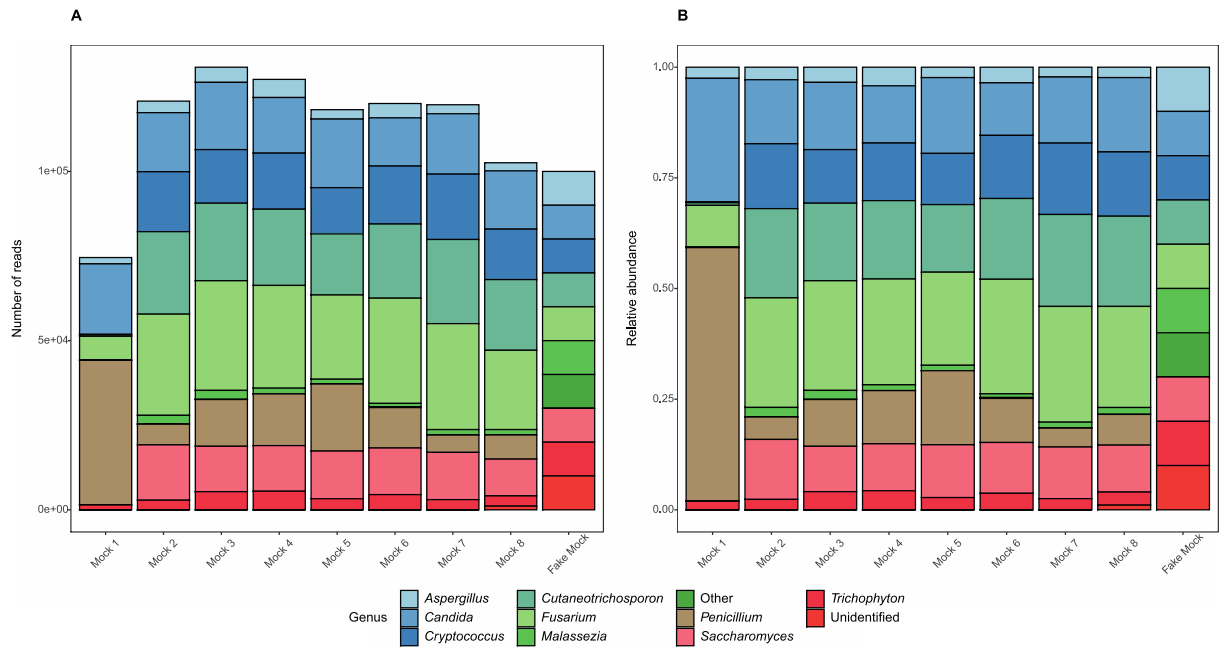 A
B
Number of reads
1e+05
5e+04
0e+00
Mock 1
Mock 2
Mock 3
Mock 4
Mock 5
Mock 6
Mock 7
Mock 8
Fake Mock
Relative abundance
1.00
0.75
0.50
0.25
0.00
Mock 1
Mock 2
Mock 3
Mock 4
Mock 5
Mock 6
Mock 7
Mock 8
Fake Mock
Genus
Aspergillus
Candida
Cryptococcus
Cutaneotrichosporon
Fusarium
Malassezia
Other
Penicillium
Saccharomyces
Trichophyton
Unidentified